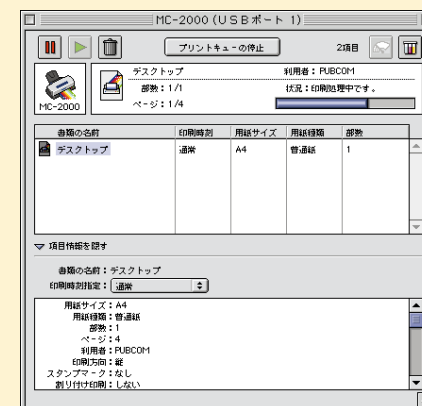 MC-2000 (USBポート 1)
プリントキューの停止
2項目
MC-2000
デスクトップ
部数：1/1
ページ：1/4
利用者：PUBCOM
状況：印刷処理中です。
書類の名前 印刷時刻 用紙サイズ 用紙種類 部数
デスクトップ 通常 A4 普通紙 1
項目情報を隠す
書類の名前：デスクトップ
印刷時刻指定：通常
用紙サイズ：A4
用紙種類：普通紙
部数：1
ページ：4
利用者：PUBCOM
印刷方向：縦
スタンプマーク：なし
割り付け印刷：しない